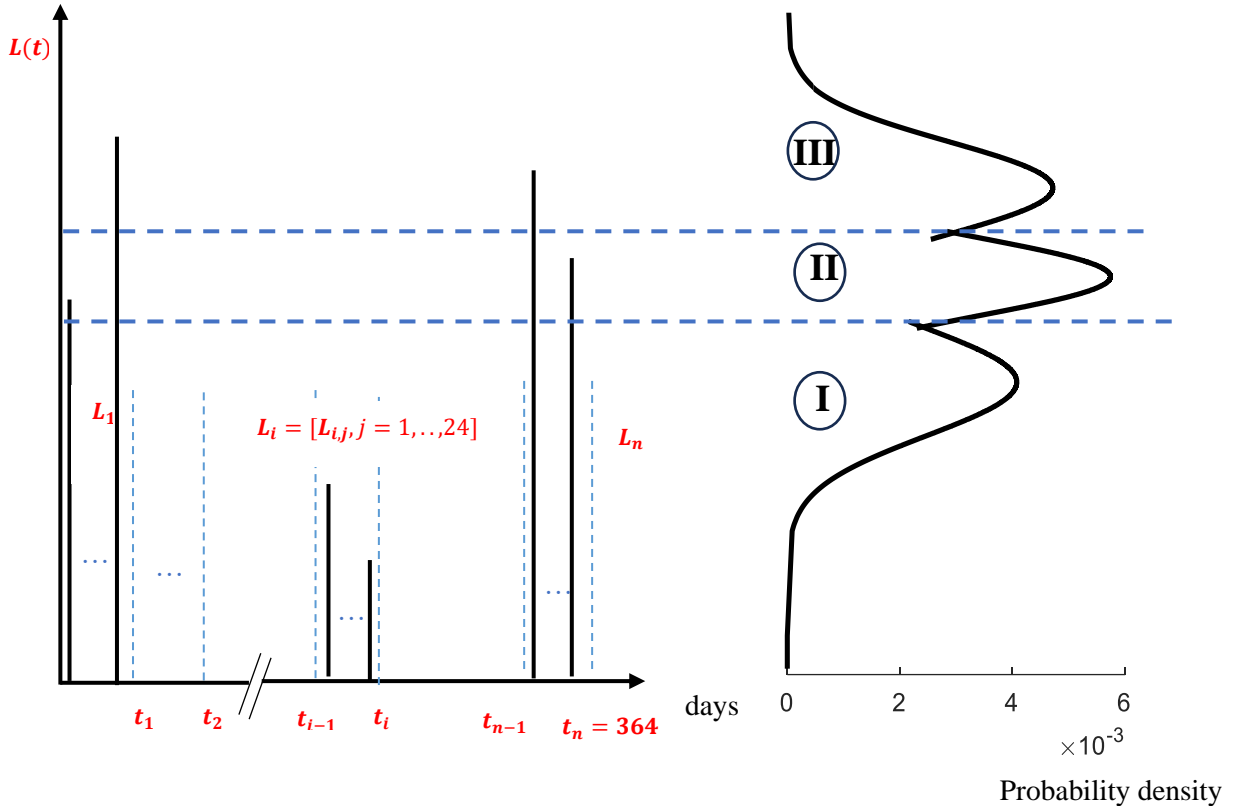 L(t)
III
II
I
L₁
Lᵢ = [Lᵢ,ⱼ, j = 1,..,24]
Lₙ
...
...
...
...
t₁
t₂
tᵢ₋₁
tᵢ
tₙ₋₁
tₙ = 364
days
0
2
4
6
×10⁻³
Probability density